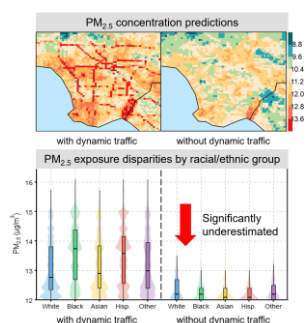 PM2.5 concentration predictions
8.8
9.6
10.4
11.2
12.0
12.8
13.6
with dynamic traffic without dynamic traffic
PM2.5 exposure disparities by racial/ethnic group
16
15
14
13
12
PM2.5 (μg/m³)
Significantly
underestimated
White Black Asian Hisp. Other White Black Asian Hisp. Other
with dynamic traffic without dynamic traffic